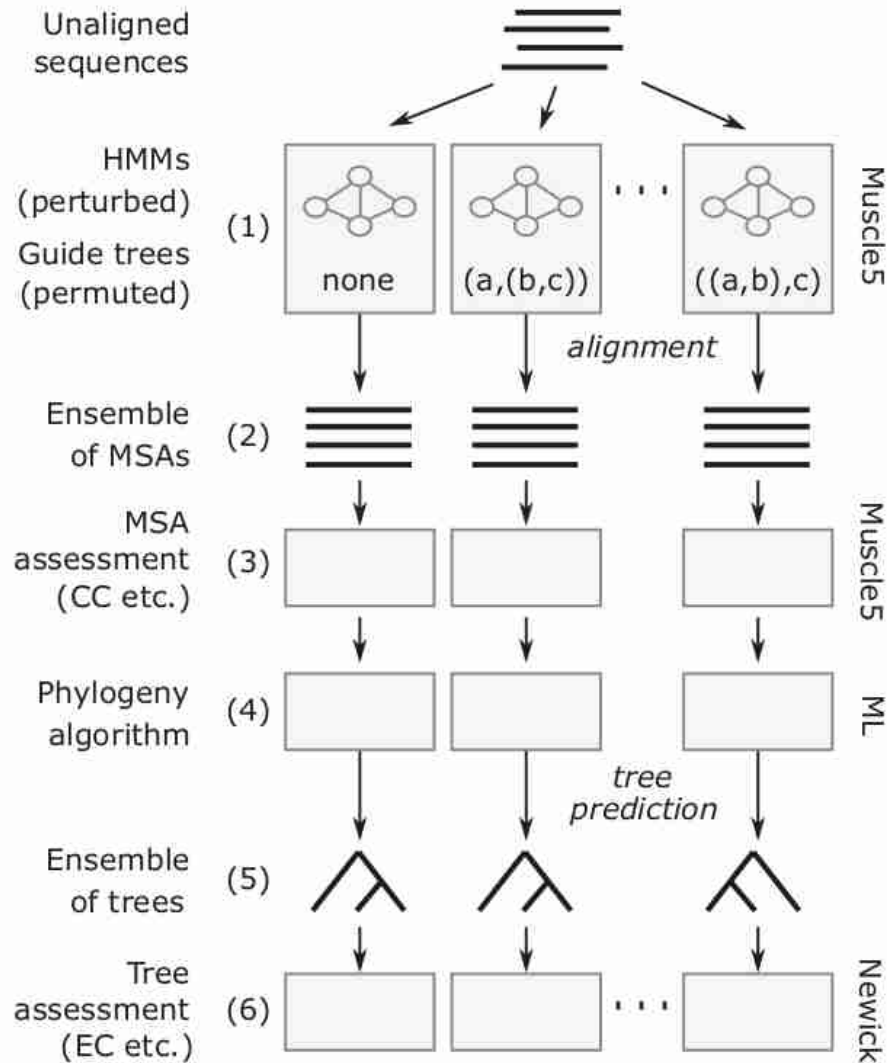 Unaligned
sequences
HMMs
(perturbed)
Guide trees
(permuted)
(1)
none
(a,(b,c))
. . .
((a,b),c)
Muscle5
alignment
Ensemble
of MSAs
(2)
MSA
assessment
(CC etc.)
(3)
Muscle5
Phylogeny
algorithm
(4)
ML
tree
prediction
Ensemble
of trees
(5)
Tree
assessment
(EC etc.)
(6)
. . .
Newick